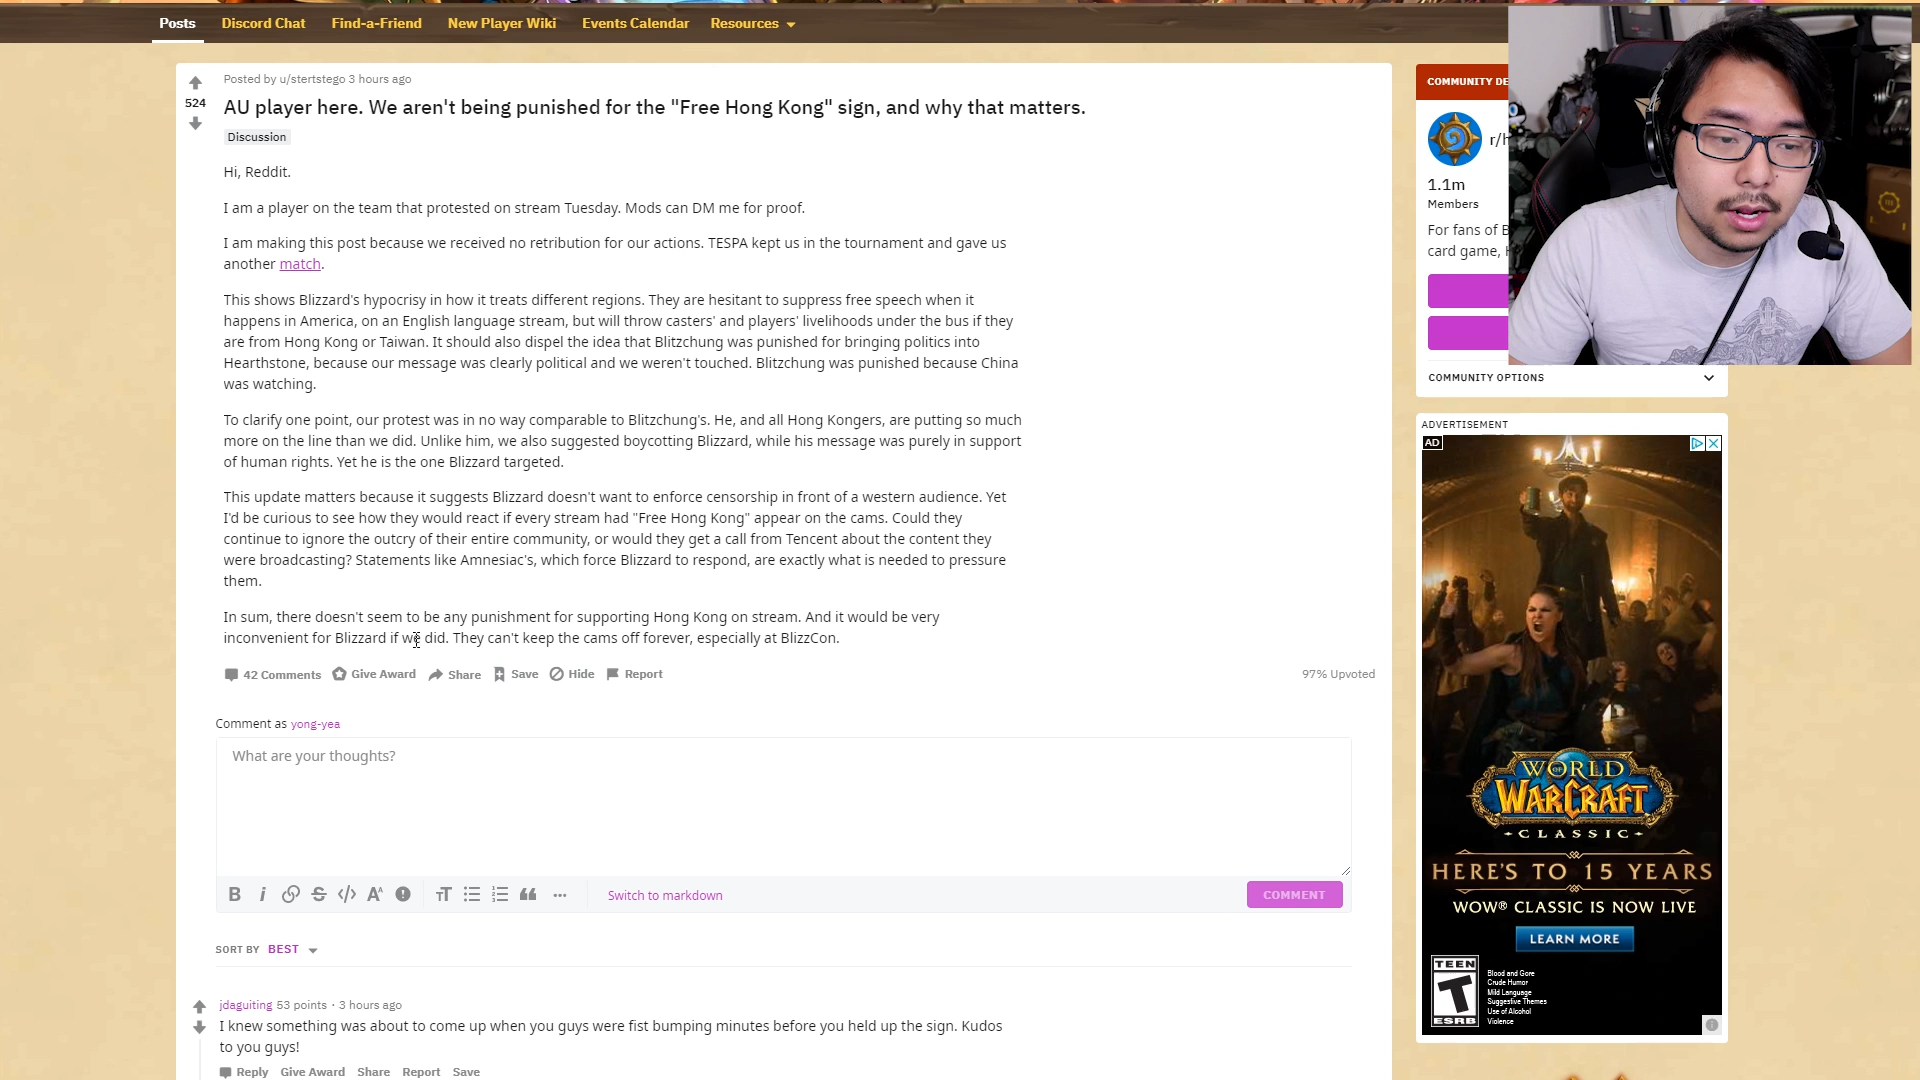 Posts Discord Chat Find-a-Friend New Player Wiki Events Calendar Resources
Posted by u/stertstego 3 hours ago
524
AU player here. We aren't being punished for the "Free Hong Kong" sign, and why that matters.
Discussion
Hi, Reddit.
I am a player on the team that protested on stream Tuesday. Mods can DM me for proof.
I am making this post because we received no retribution for our actions. TESPA kept us in the tournament and gave us
another match.
This shows Blizzard's hypocrisy in how it treats different regions. They are hesitant to suppress free speech when it
happens in America, on an English language stream, but will throw casters' and players' livelihoods under the bus if they
are from Hong Kong or Taiwan. It should also dispel the idea that Blitzchung was punished for bringing politics into
Hearthstone, because our message was clearly political and we weren't touched. Blitzchung was punished because China
was watching.
To clarify one point, our protest was in no way comparable to Blitzchung's. He, and all Hong Kongers, are putting so much
more on the line than we did. Unlike him, we also suggested boycotting Blizzard, while his message was purely in support
of human rights. Yet he is the one Blizzard targeted.
This update matters because it suggests Blizzard doesn't want to enforce censorship in front of a western audience. Yet
I'd be curious to see how they would react if every stream had "Free Hong Kong" appear on the cams. Could they
continue to ignore the outcry of their entire community, or would they get a call from Tencent about the content they
were broadcasting? Statements like Amnesiac's, which force Blizzard to respond, are exactly what is needed to pressure
them.
In sum, there doesn't seem to be any punishment for supporting Hong Kong on stream. And it would be very
inconvenient for Blizzard if we did. They can't keep the cams off forever, especially at BlizzCon.
42 Comments Give Award Share Save Hide Report 97% Upvoted
Comment as yong-yea
What are your thoughts?
Switch to markdown COMMENT
SORT BY BEST
jdaguiting 53 points · 3 hours ago
I knew something was about to come up when you guys were fist bumping minutes before you held up the sign. Kudos
to you guys!
Reply Give Award Share Report Save
COMMUNITY DE
r/h
1.1m
Members
For fans of B
card game, H
COMMUNITY OPTIONS
ADVERTISEMENT
AD
WORLD
OF
WARCRAFT
CLASSIC
HERE'S TO 15 YEARS
WOW® CLASSIC IS NOW LIVE
LEARN MORE
TEEN
T
ESRB
Blood and Gore
Crude Humor
Mild Language
Suggestive Themes
Use of Alcohol
Violence